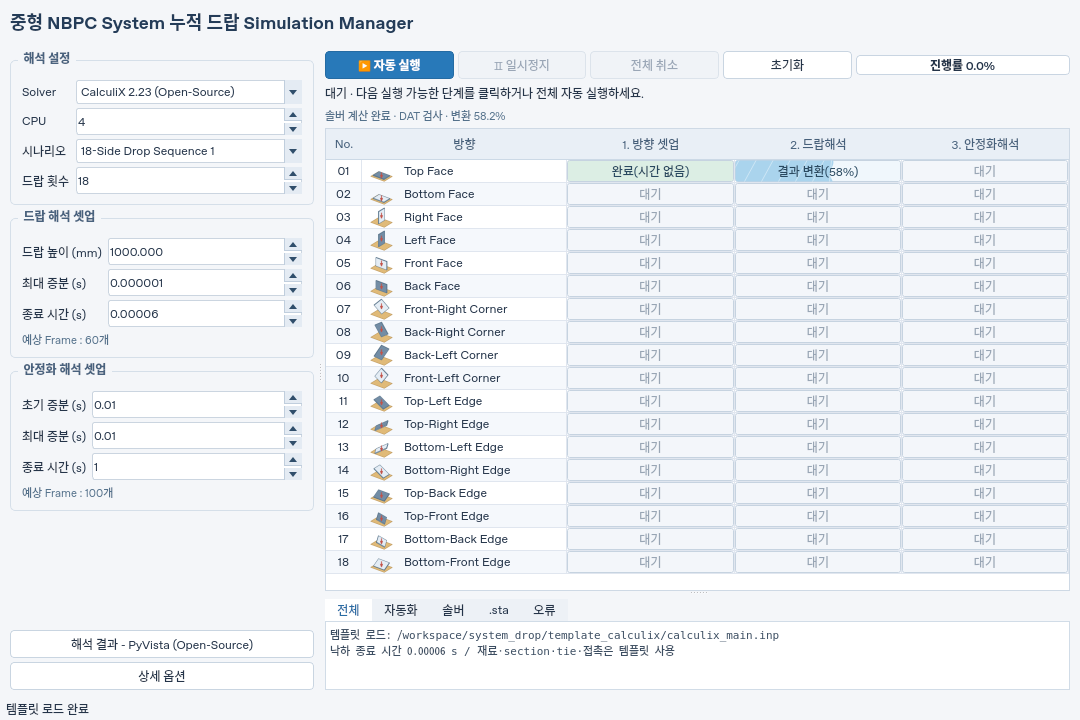 중형 NBPC System 누적 드랍 Simulation Manager
해석 설정
Solver CalculiX 2.23 (Open-Source)
CPU 4
시나리오 18-Side Drop Sequence 1
드랍 횟수 18
드랍 해석 셋업
드랍 높이 (mm) 1000.000
최대 증분 (s) 0.000001
종료 시간 (s) 0.00006
예상 Frame : 60개
안정화 해석 셋업
초기 증분 (s) 0.01
최대 증분 (s) 0.01
종료 시간 (s) 1
예상 Frame : 100개
해석 결과 - PyVista (Open-Source)
상세 옵션
자동 실행 일시정지 전체 취소 초기화 진행률 0.0%
대기 · 다음 실행 가능한 단계를 클릭하거나 전체 자동 실행하세요.
솔버 계산 완료 · DAT 검사 · 변환 58.2%
No. 방향 1. 방향 셋업 2. 드랍해석 3. 안정화해석
01 Top Face 완료(시간 없음) 결과 변환(58%) 대기
02 Bottom Face 대기 대기 대기
03 Right Face 대기 대기 대기
04 Left Face 대기 대기 대기
05 Front Face 대기 대기 대기
06 Back Face 대기 대기 대기
07 Front-Right Corner 대기 대기 대기
08 Back-Right Corner 대기 대기 대기
09 Back-Left Corner 대기 대기 대기
10 Front-Left Corner 대기 대기 대기
11 Top-Left Edge 대기 대기 대기
12 Top-Right Edge 대기 대기 대기
13 Bottom-Left Edge 대기 대기 대기
14 Bottom-Right Edge 대기 대기 대기
15 Top-Back Edge 대기 대기 대기
16 Top-Front Edge 대기 대기 대기
17 Bottom-Back Edge 대기 대기 대기
18 Bottom-Front Edge 대기 대기 대기
전체 자동화 솔버 .sta 오류
템플릿 로드: /workspace/system_drop/template_calculix/calculix_main.inp
낙하 종료 시간 0.00006 s / 재료·section·tie·접촉은 템플릿 사용
템플릿 로드 완료